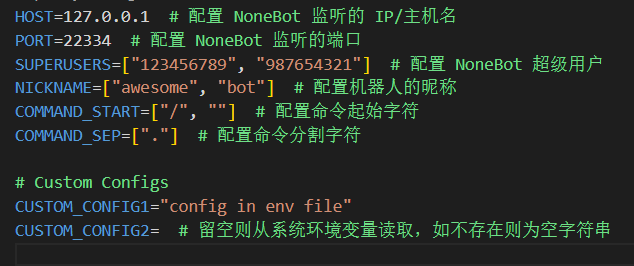 HOST=127.0.0.1  # 配置 NoneBot 监听的 IP/主机名
PORT=22334  # 配置 NoneBot 监听的端口
SUPERUSERS=["123456789", "987654321"]  # 配置 NoneBot 超级用户
NICKNAME=["awesome", "bot"]  # 配置机器人的昵称
COMMAND_START=["/", ""]  # 配置命令起始字符
COMMAND_SEP=["."]  # 配置命令分割字符
# Custom Configs
CUSTOM_CONFIG1="config in env file"
CUSTOM_CONFIG2=  # 留空则从系统环境变量读取，如不存在则为空字符串